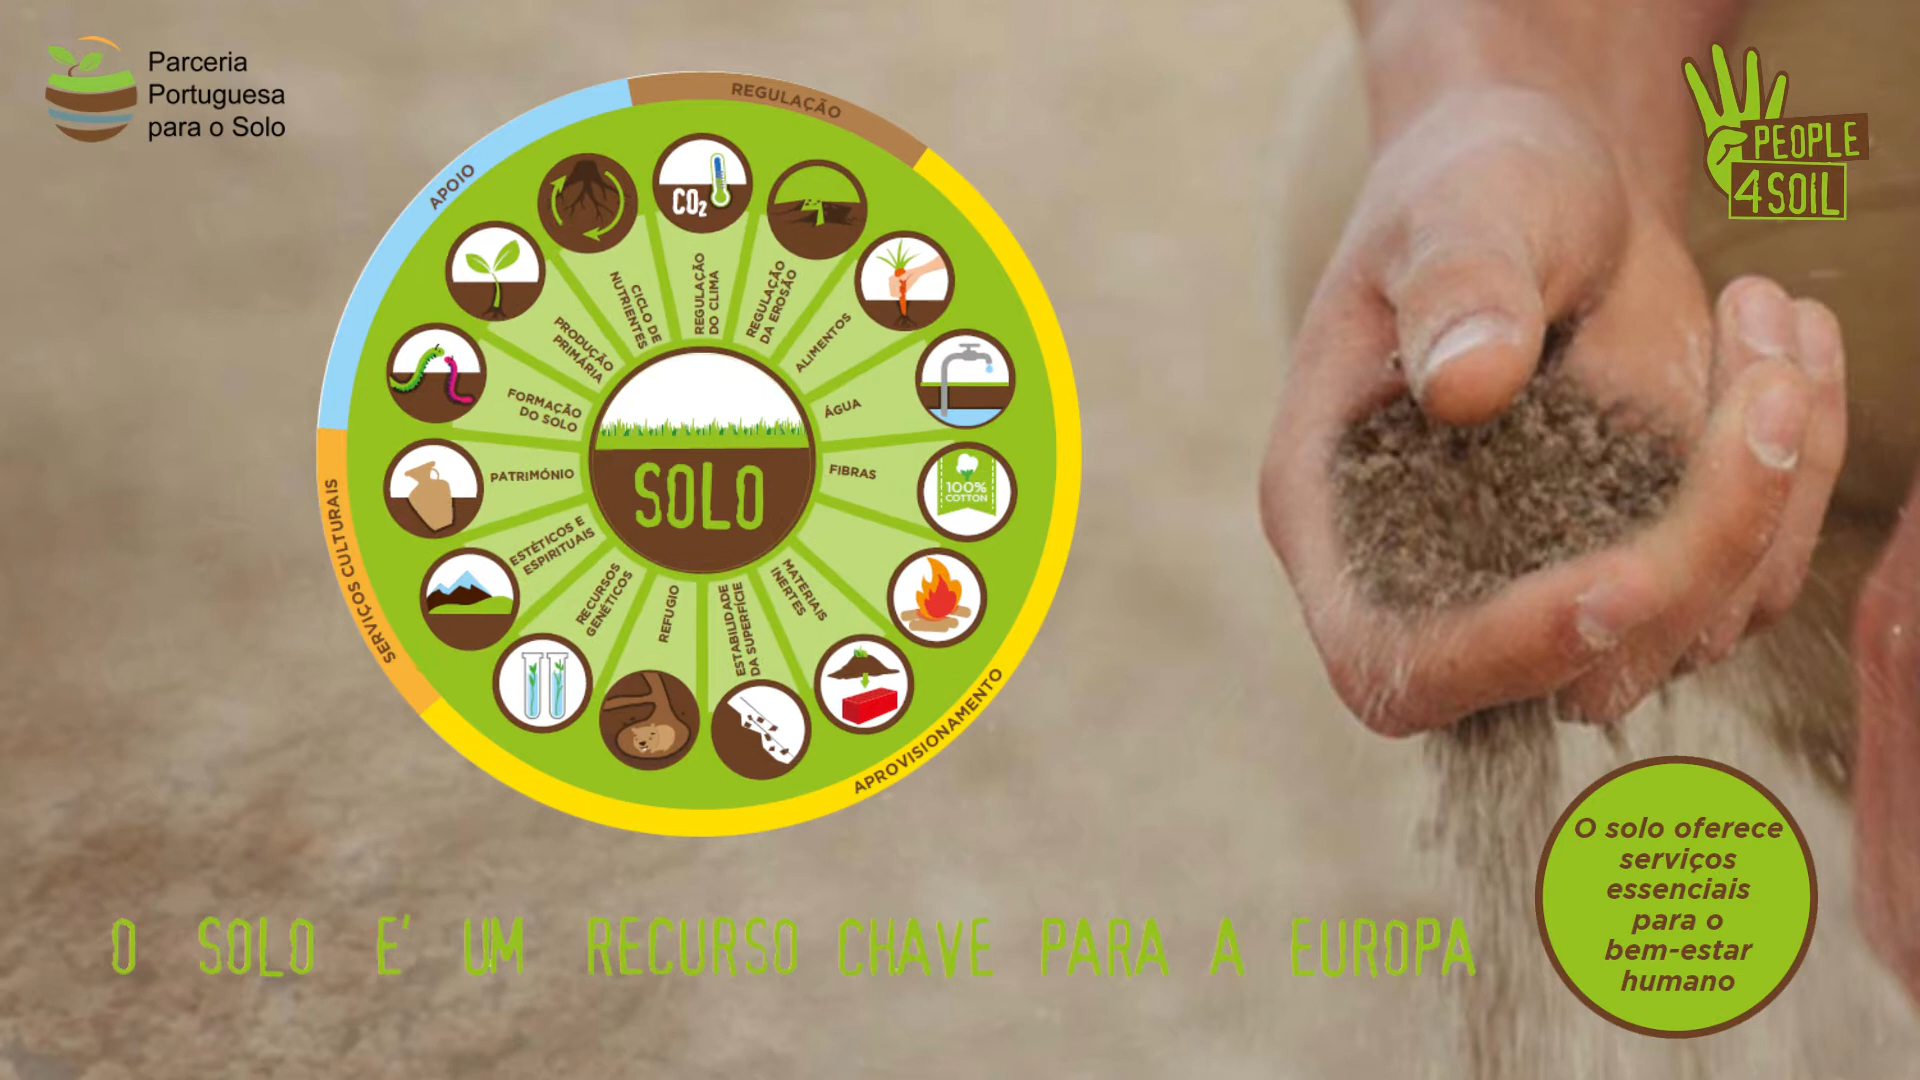 Parceria
Portuguesa
para o Solo
PEOPLE
4SOIL
REGULAÇÃO
APOIO
SERVIÇOS CULTURAIS
APROVISIONAMENTO
CO₂
CICLO DE
NUTRIENTES
REGULAÇÃO
DO CLIMA
REGULAÇÃO
DA EROSÃO
ALIMENTOS
ÁGUA
FIBRAS
100%
COTTON
MATERIAIS
INERTES
ESTABILIDADE
DA SUPERFÍCIE
REFUGIO
RECURSOS
GENÉTICOS
ESTÉTICOS E
ESPIRITUAIS
PATRIMÓNIO
FORMAÇÃO
DO SOLO
PRODUÇÃO
PRIMÁRIA
SOLO
O SOLO E' UM RECURSO CHAVE PARA A EUROPA
O solo oferece
serviços
essenciais
para o
bem-estar
humano